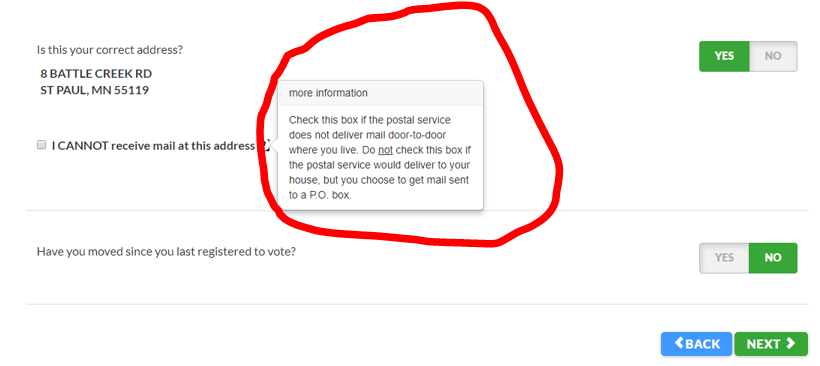 Is this your correct address?
YES NO
8 BATTLE CREEK RD
ST PAUL, MN 55119
more information
Check this box if the postal service
does not deliver mail door-to-door
where you live. Do not check this box if
the postal service would deliver to your
house, but you choose to get mail sent
to a P.O. box.
I CANNOT receive mail at this address
Have you moved since you last registered to vote?
YES NO
BACK NEXT